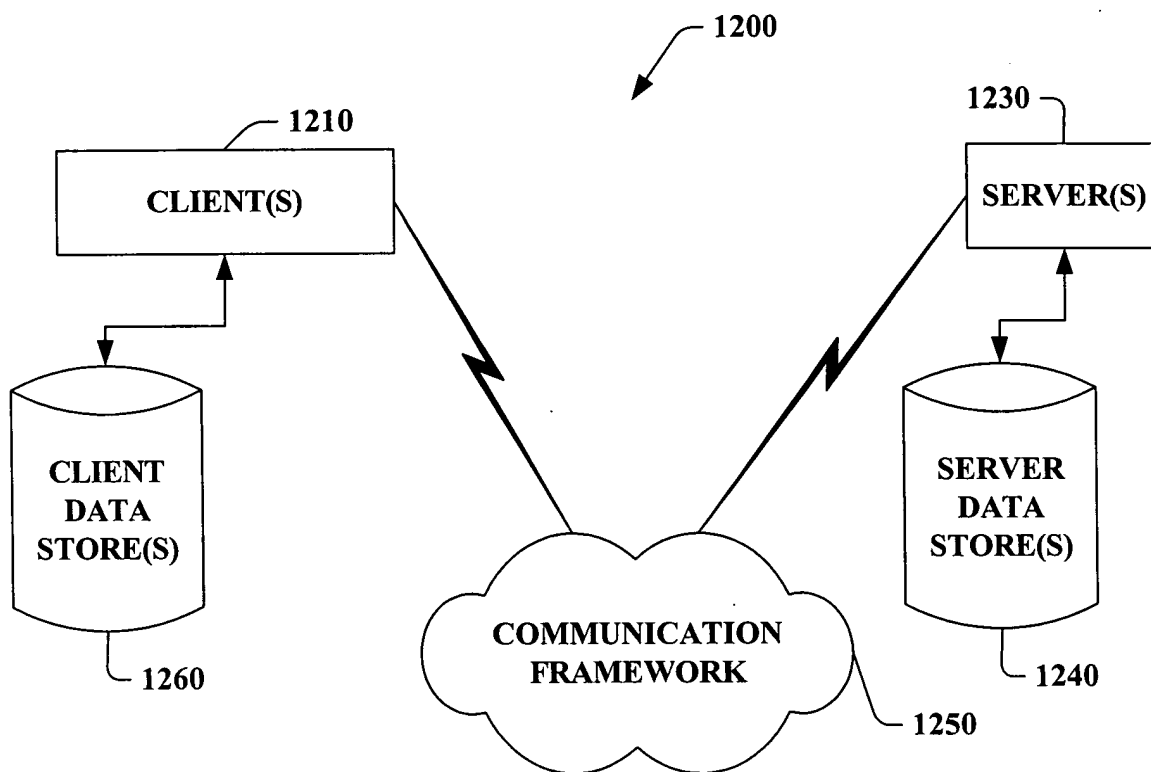 1200
1210
1230
CLIENT(S)
SERVER(S)
CLIENT
DATA
STORE(S)
SERVER
DATA
STORE(S)
COMMUNICATION
FRAMEWORK
1260
1240
1250